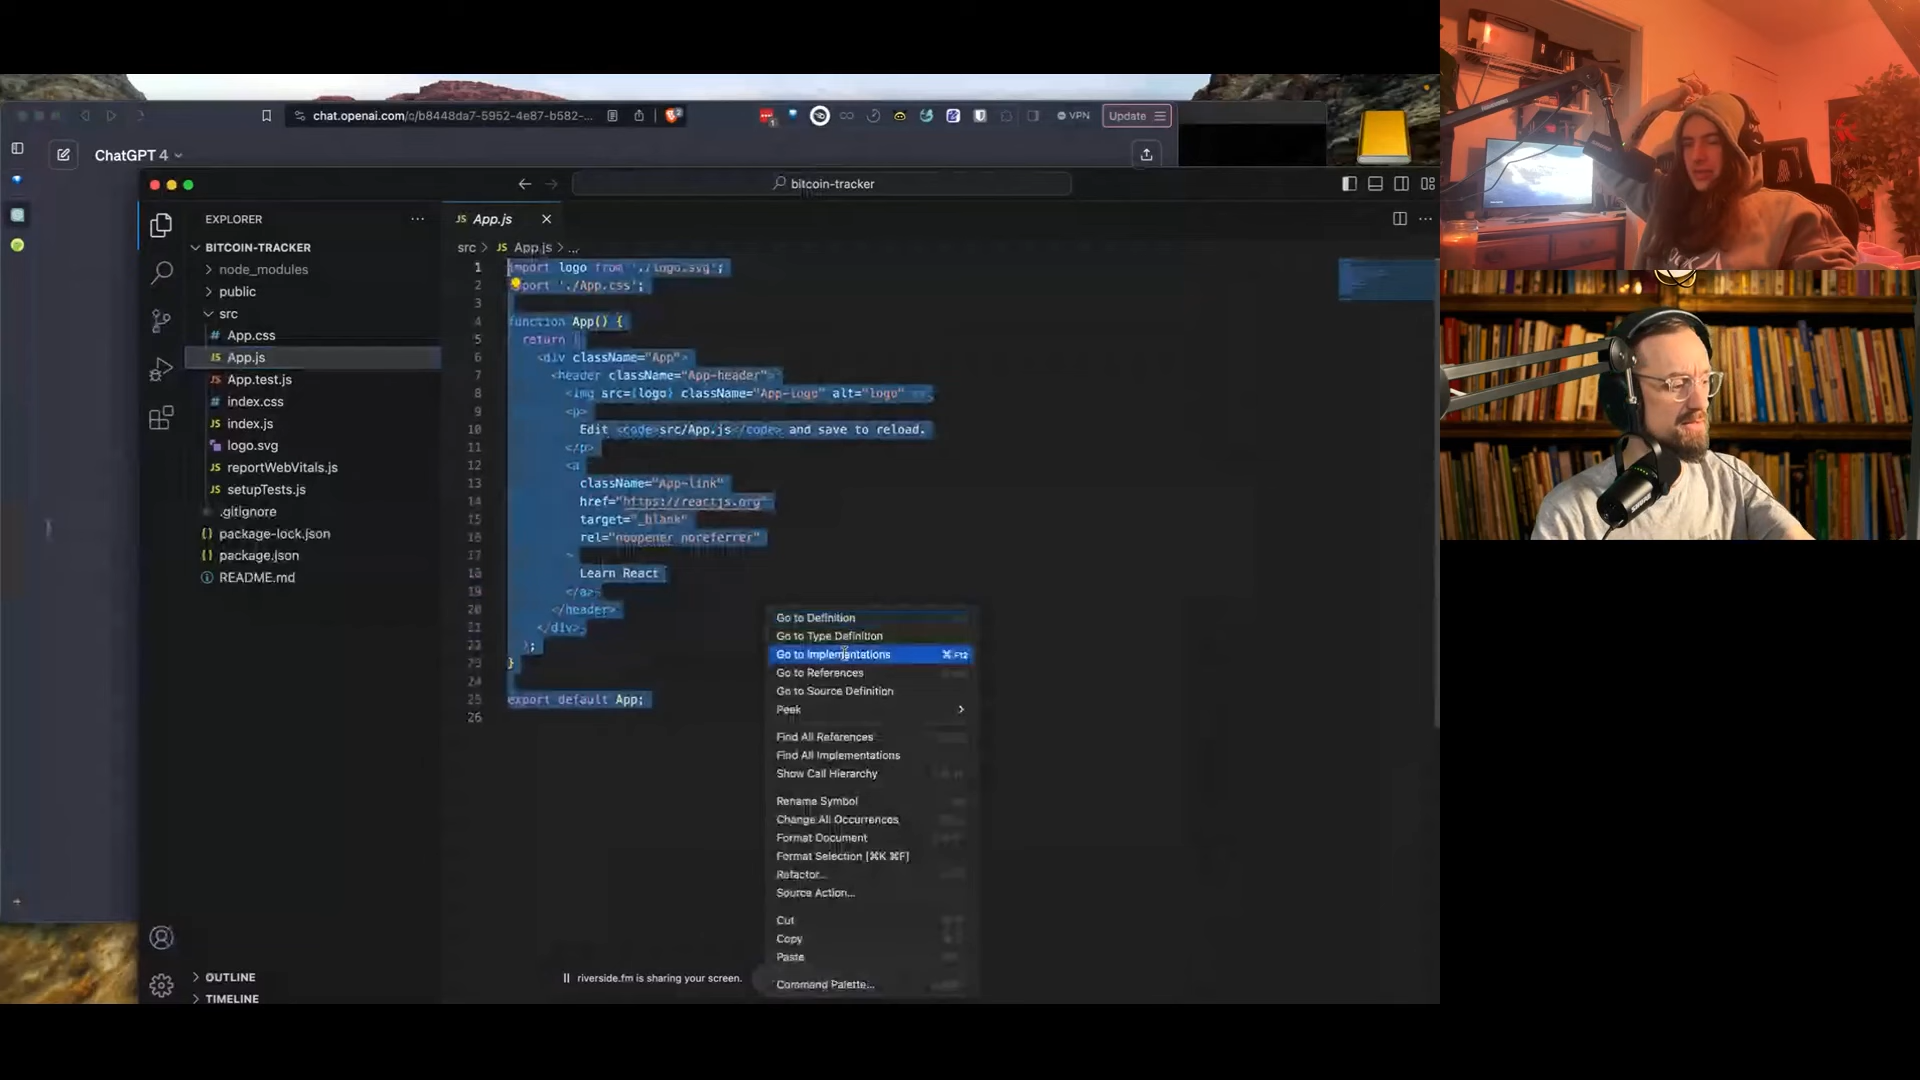 chat.openai.com/c/b8448da7-5952-4e87-b582-...
VPN
Update
ChatGPT 4
bitcoin-tracker
EXPLORER
BITCOIN-TRACKER
node_modules
public
src
# App.css
JS App.js
JS App.test.js
# index.css
JS index.js
logo.svg
JS reportWebVitals.js
JS setupTests.js
.gitignore
{} package-lock.json
{} package.json
README.md
OUTLINE
TIMELINE
JS App.js
src > JS App.js > ...
1 import logo from './logo.svg';
2 import './App.css';
3
4 function App() {
5 return (
6 <div className="App">
7 <header className="App-header">
8 <img src={logo} className="App-logo" alt="logo" />
9 <p>
10 Edit <code>src/App.js</code> and save to reload.
11 </p>
12 <a
13 className="App-link"
14 href="https://reactjs.org"
15 target="_blank"
16 rel="noopener noreferrer"
17 >
18 Learn React
19 </a>
20 </header>
21 </div>
22 );
23 }
24
25 export default App;
26
Go to Definition
Go to Type Definition
Go to Implementations ⌘ F12
Go to References
Go to Source Definition
Peek
Find All References
Find All Implementations
Show Call Hierarchy
Rename Symbol
Change All Occurrences
Format Document
Format Selection [⌘K ⌘F]
Refactor...
Source Action...
Cut
Copy
Paste
Command Palette...
riverside.fm is sharing your screen.